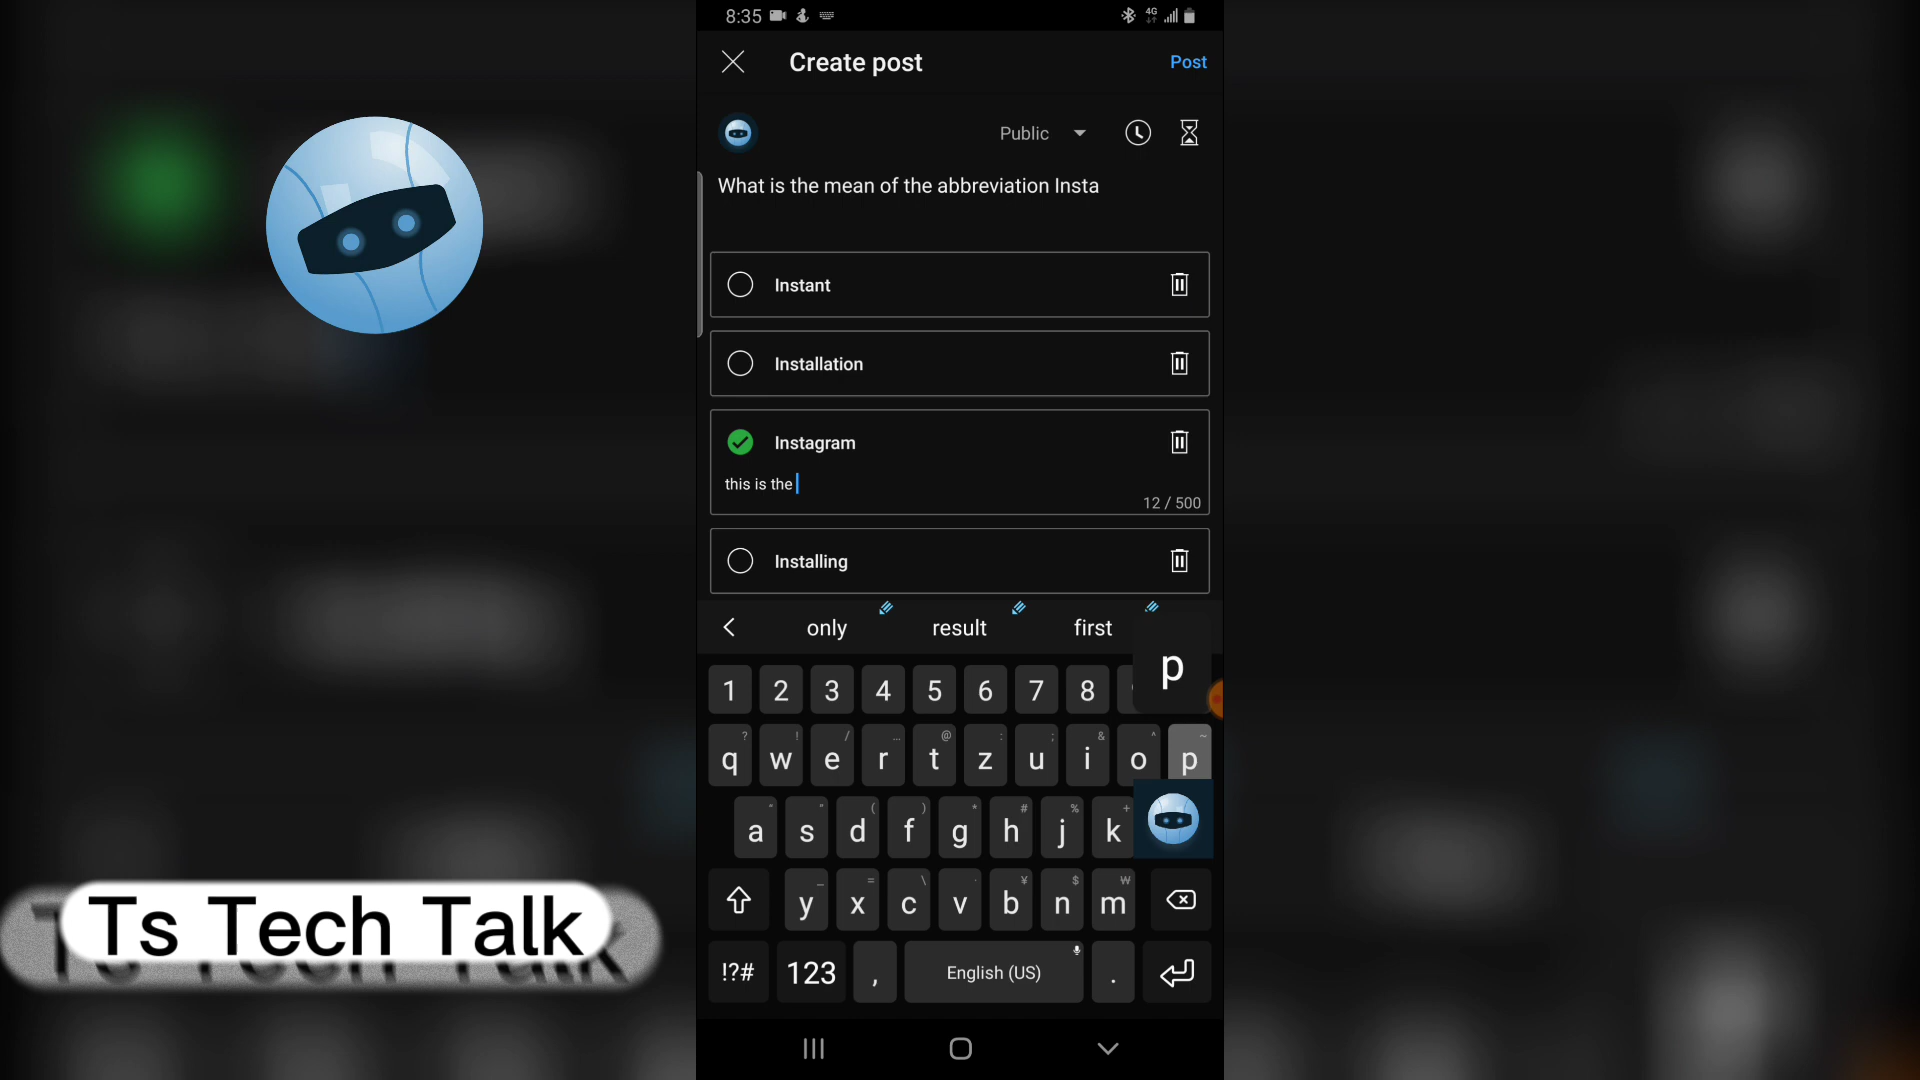 8:35
4G
Create post
Post
Public
What is the mean of the abbreviation Insta
Instant
Installation
Instagram
this is the
12 / 500
Installing
only result first
p
1 2 3 4 5 6 7 8
q w e r t z u i o p
a s d f g h j k
y x c v b n m
!?# 123 , English (US) .
Ts Tech Talk